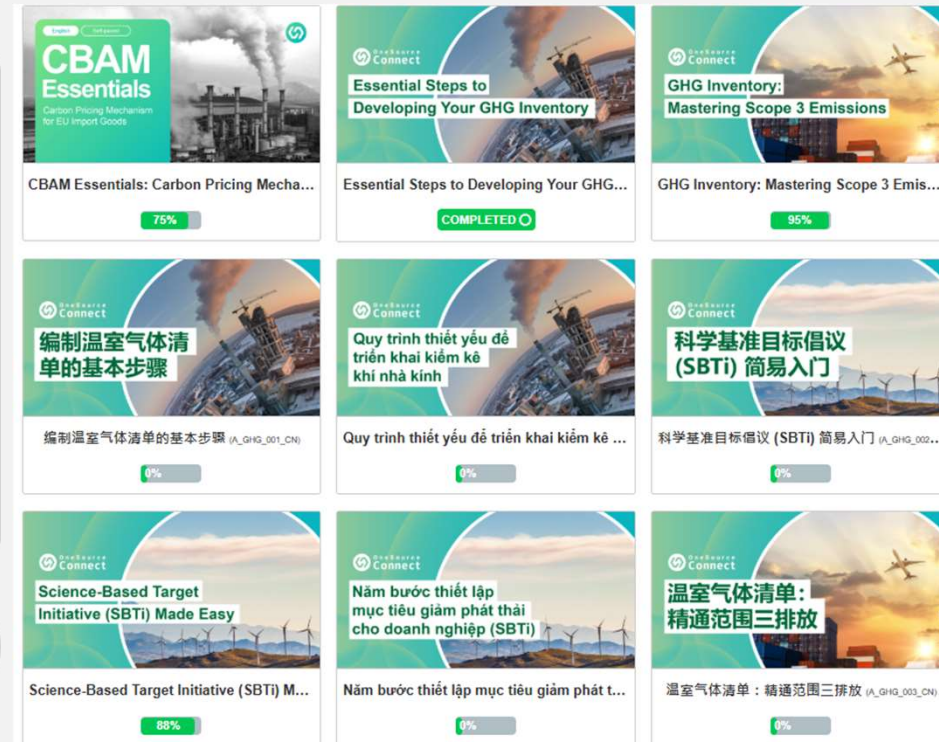 English Self-paced
CBAM
Essentials
Carbon Pricing Mechanism
for EU Import Goods
CBAM Essentials: Carbon Pricing Mecha...
75%
OneSource
Connect
Essential Steps to
Developing Your GHG Inventory
Essential Steps to Developing Your GHG...
COMPLETED
OneSource
Connect
GHG Inventory:
Mastering Scope 3 Emissions
GHG Inventory: Mastering Scope 3 Emis...
95%
OneSource
Connect
编制温室气体清
单的基本步骤
编制温室气体清单的基本步骤 (A_GHG_001_CN)
0%
OneSource
Connect
Quy trình thiết yếu để
triển khai kiểm kê
khí nhà kính
Quy trình thiết yếu để triển khai kiểm kê ...
0%
OneSource
Connect
科学基准目标倡议
(SBTi) 简易入门
科学基准目标倡议 (SBTi) 简易入门 (A_GHG_002...
0%
OneSource
Connect
Science-Based Target
Initiative (SBTi) Made Easy
Science-Based Target Initiative (SBTi) M...
88%
OneSource
Connect
Năm bước thiết lập
mục tiêu giảm phát thải
cho doanh nghiệp (SBTi)
Năm bước thiết lập mục tiêu giảm phát t...
0%
OneSource
Connect
温室气体清单：
精通范围三排放
温室气体清单：精通范围三排放 (A_GHG_003_CN)
0%